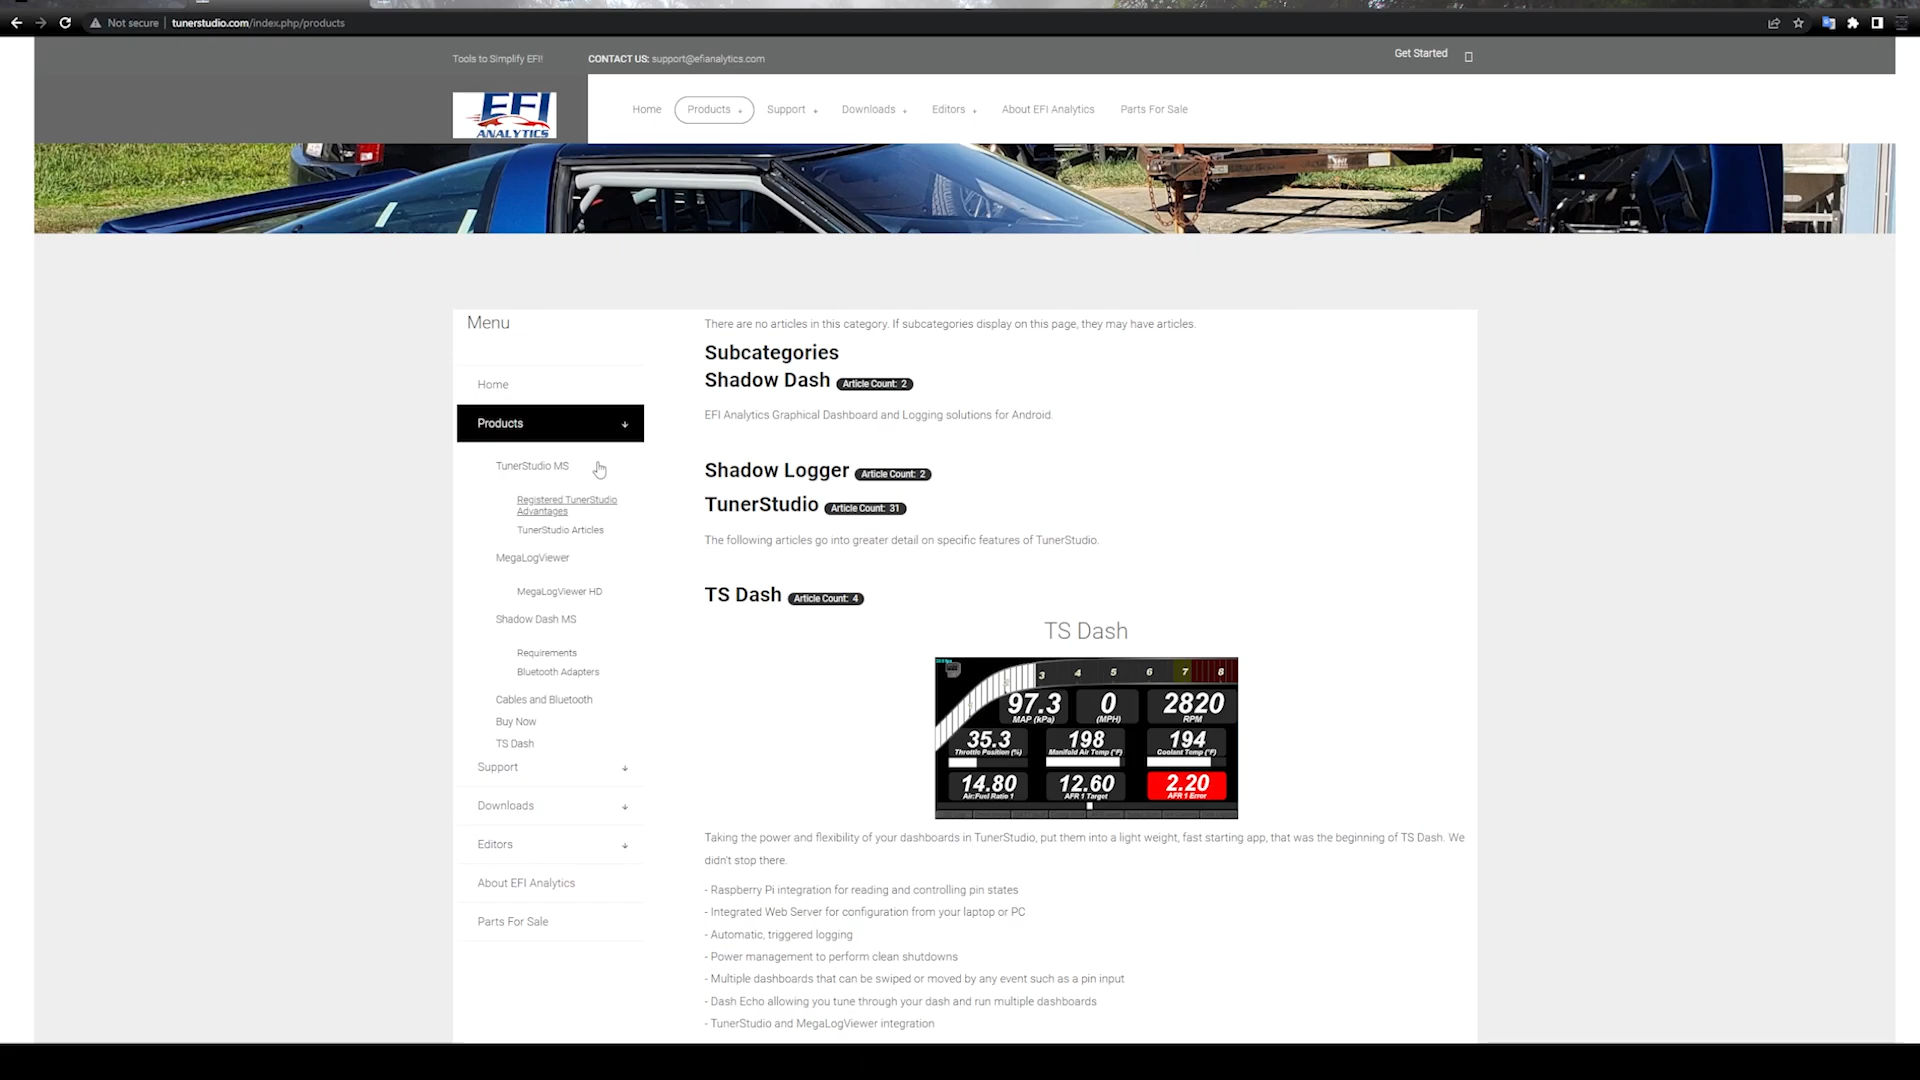 Not secure | tunerstudio.com/index.php/products
Tools to Simplify EFI!
CONTACT US: support@efianalytics.com
Get Started
EFI
ANALYTICS
Home
Products
Support
Downloads
Editors
About EFI Analytics
Parts For Sale
Menu
Home
Products
TunerStudio MS
Registered TunerStudio
Advantages
TunerStudio Articles
MegaLogViewer
MegaLogViewer HD
Shadow Dash MS
Requirements
Bluetooth Adapters
Cables and Bluetooth
Buy Now
TS Dash
Support
Downloads
Editors
About EFI Analytics
Parts For Sale
There are no articles in this category. If subcategories display on this page, they may have articles.
Subcategories
Shadow Dash Article Count: 2
EFI Analytics Graphical Dashboard and Logging solutions for Android.
Shadow Logger Article Count: 2
TunerStudio Article Count: 31
The following articles go into greater detail on specific features of TunerStudio.
TS Dash Article Count: 4
TS Dash
3 4 5 6 7 8
97.3 0 2820
MAP (kPa) (MPH) RPM
35.3 198 194
Throttle Position (%) Manifold Air Temp (°F) Coolant Temp (°F)
14.80 12.60 2.20
Air:Fuel Ratio 1 AFR 1 Target AFR 1 Error
Taking the power and flexibility of your dashboards in TunerStudio, put them into a light weight, fast starting app, that was the beginning of TS Dash. We
didn't stop there.
- Raspberry Pi integration for reading and controlling pin states
- Integrated Web Server for configuration from your laptop or PC
- Automatic, triggered logging
- Power management to perform clean shutdowns
- Multiple dashboards that can be swiped or moved by any event such as a pin input
- Dash Echo allowing you tune through your dash and run multiple dashboards
- TunerStudio and MegaLogViewer integration